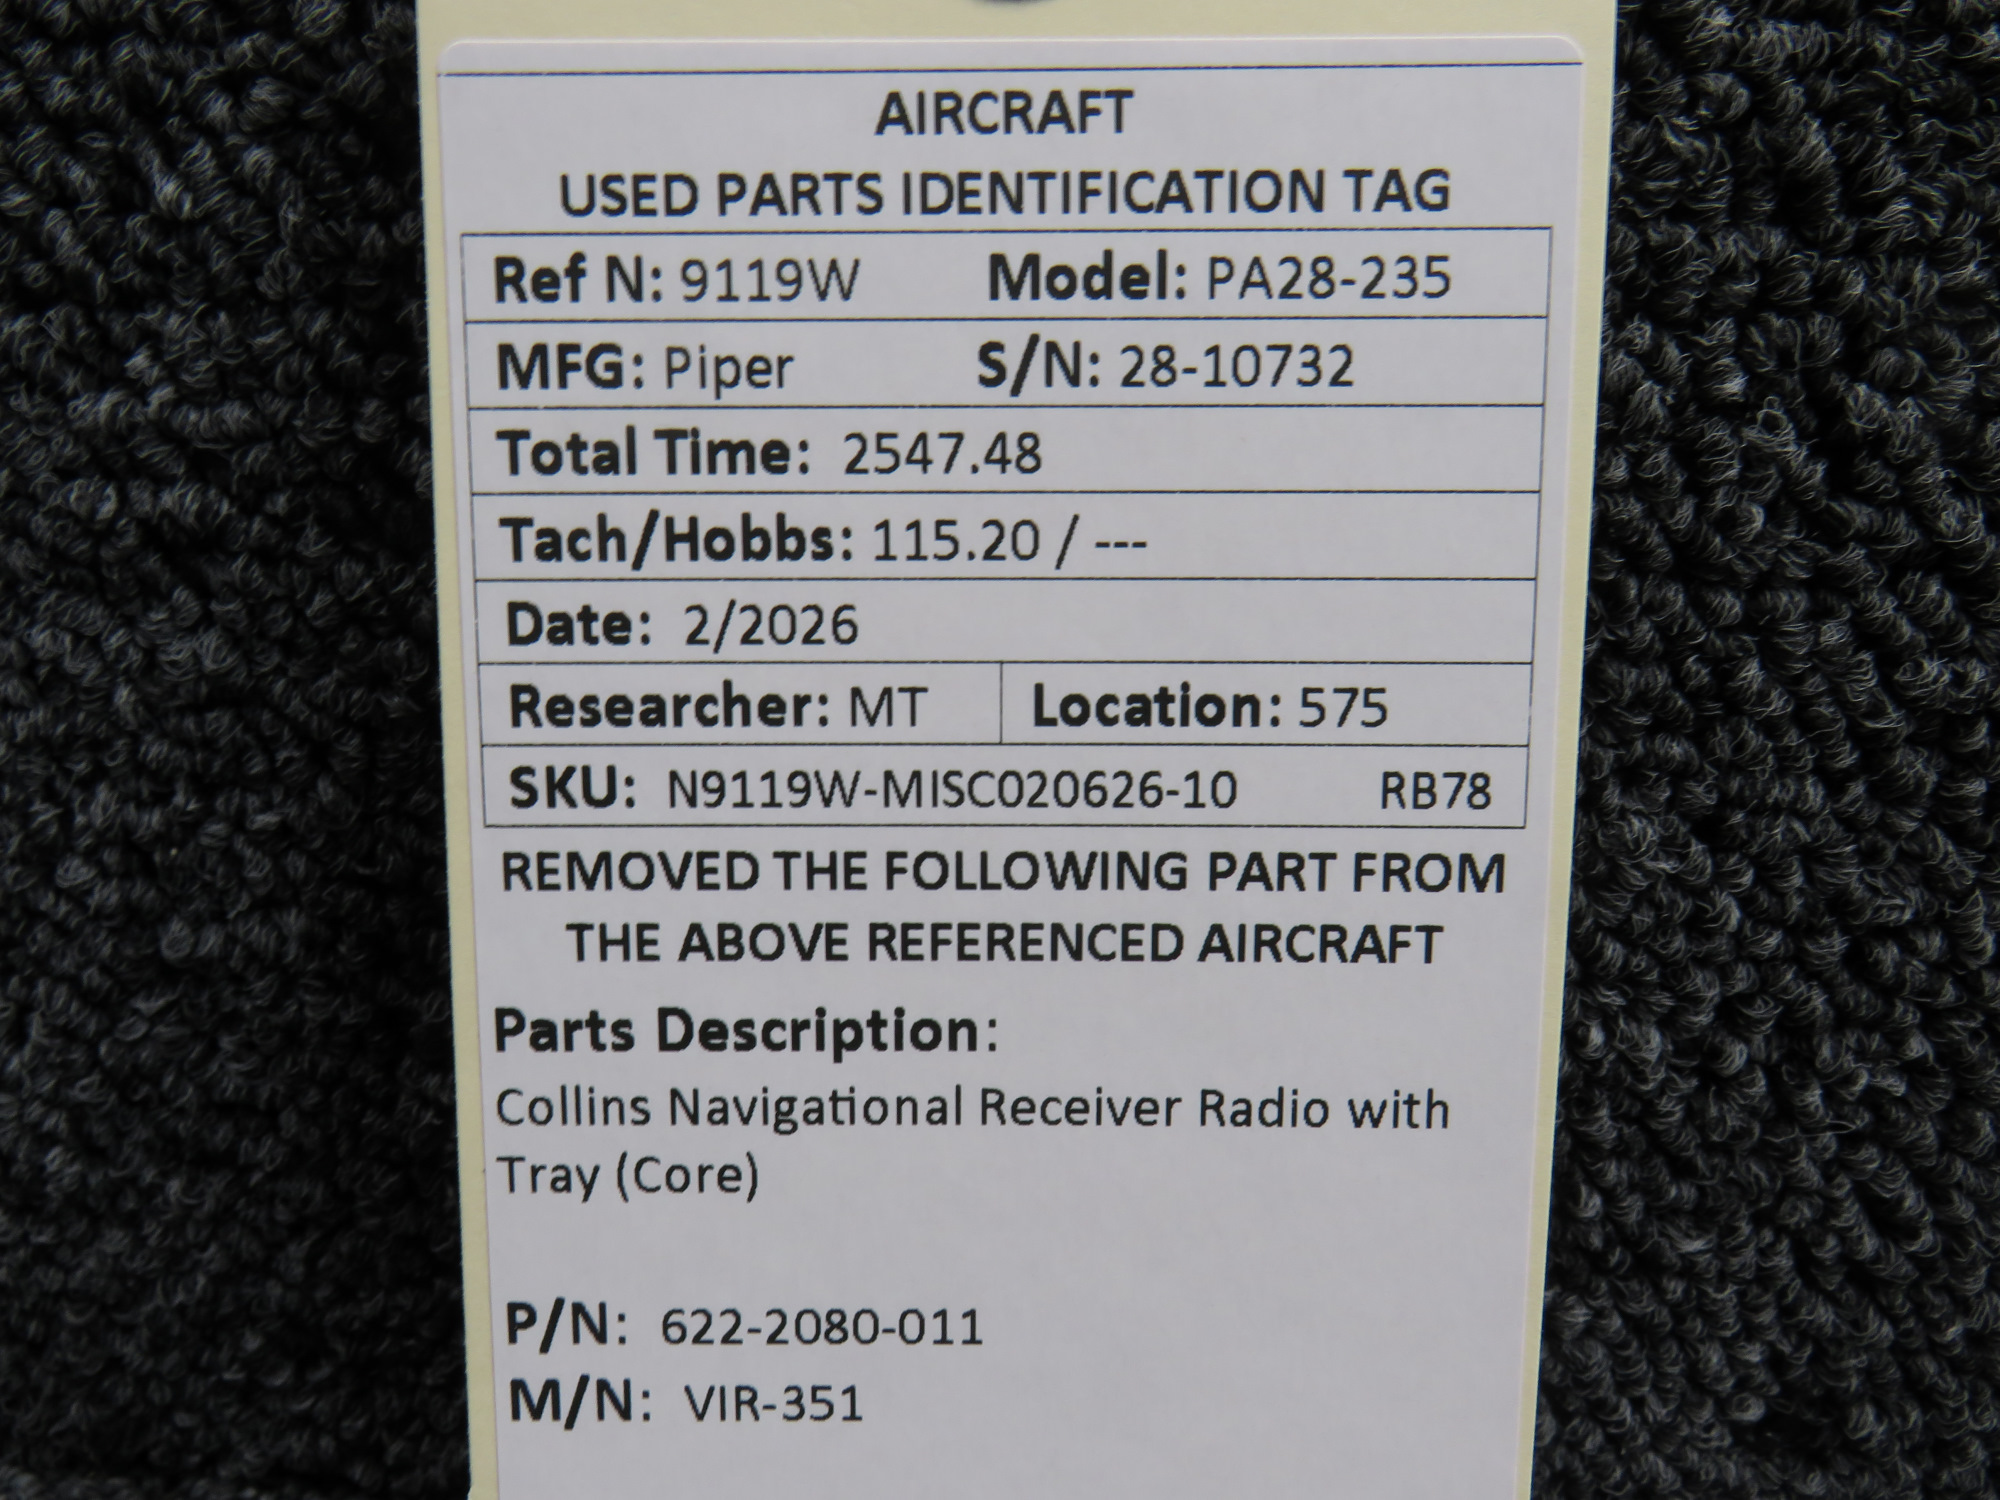 AIRCRAFT
USED PARTS IDENTIFICATION TAG
Ref N: 9119W Model: PA28-235
MFG: Piper S/N: 28-10732
Total Time: 2547.48
Tach/Hobbs: 115.20 / ---
Date: 2/2026
Researcher: MT Location: 575
SKU: N9119W-MISC020626-10 RB78
REMOVED THE FOLLOWING PART FROM
THE ABOVE REFERENCED AIRCRAFT
Parts Description:
Collins Navigational Receiver Radio with
Tray (Core)
P/N: 622-2080-011
M/N: VIR-351